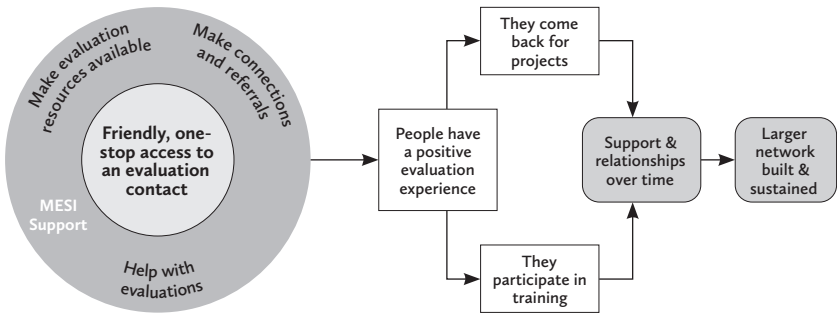 Make evaluation
resources available
Make connections
and referrals
Friendly, one-
stop access to
an evaluation
contact
MESI
Support
Help with
evaluations
People have
a positive
evaluation
experience
They come
back for
projects
They
participate in
training
Support &
relationships
over time
Larger
network
built &
sustained